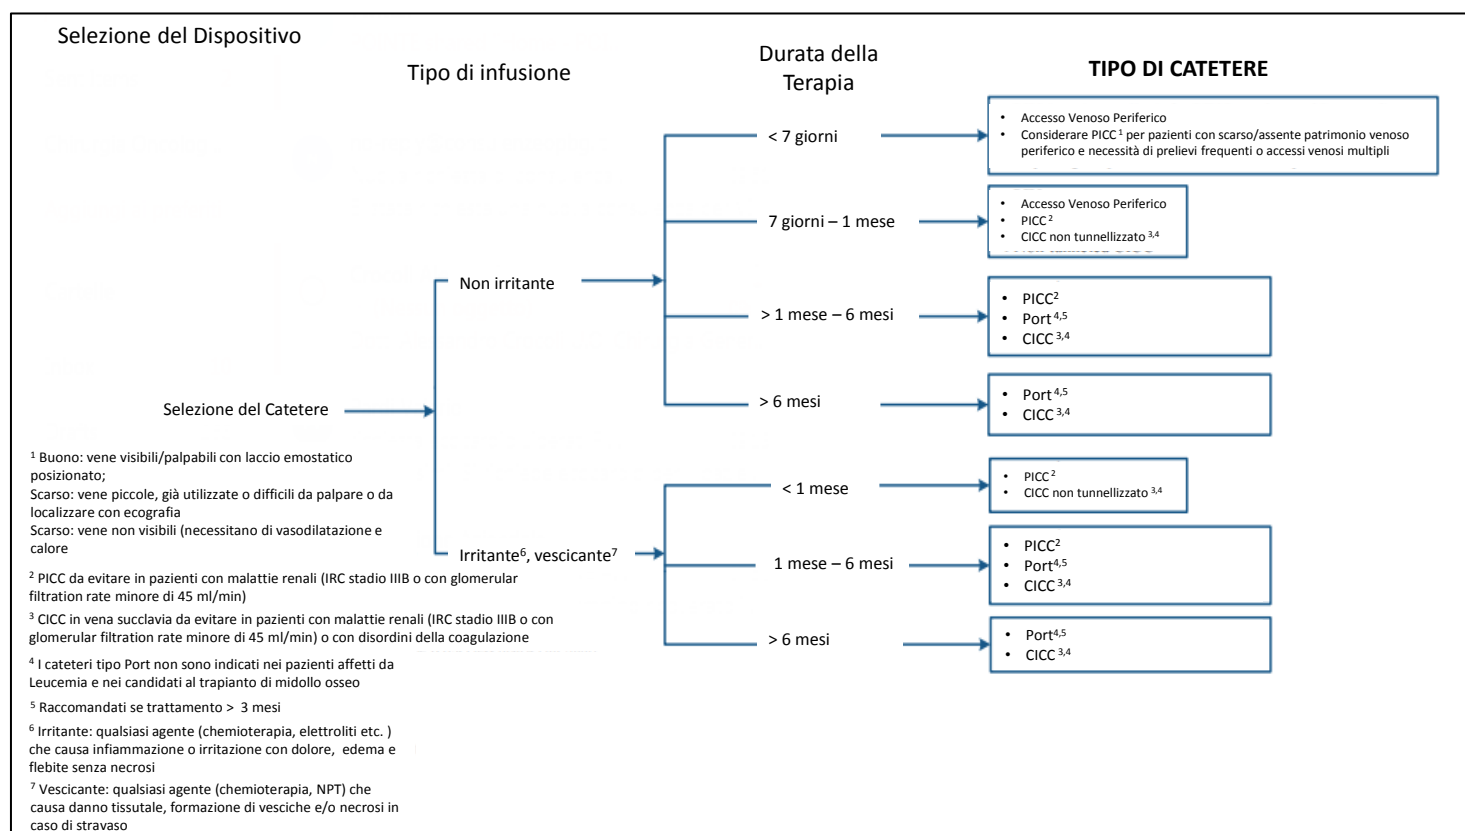 Selezione del Dispositivo
Tipo di infusione
Durata della
Terapia
TIPO DI CATETERE
< 7 giorni
• Accesso Venoso Periferico
• Considerare PICC¹ per pazienti con scarso/assente patrimonio venoso
periferico e necessità di prelievi frequenti o accessi venosi multipli
7 giorni – 1 mese
• Accesso Venoso Periferico
• PICC²
• CICC non tunnellizzato ³,⁴
Non irritante
> 1 mese – 6 mesi
• PICC²
• Port⁴,⁵
• CICC ³,⁴
> 6 mesi
• Port ⁴,⁵
• CICC ³,⁴
Selezione del Catetere
< 1 mese
• PICC ²
• CICC non tunnellizzato ³,⁴
Irritante⁶, vescicante⁷
1 mese – 6 mesi
• PICC²
• Port⁴,⁵
• CICC ³,⁴
> 6 mesi
• Port⁴,⁵
• CICC ³,⁴
¹ Buono: vene visibili/palpabili con laccio emostatico
posizionato;
Scarso: vene piccole, già utilizzate o difficili da palpare o da
localizzare con ecografia
Scarso: vene non visibili (necessitano di vasodilatazione e
calore
² PICC da evitare in pazienti con malattie renali (IRC stadio IIIB o con glomerular
filtration rate minore di 45 ml/min)
³ CICC in vena succlavia da evitare in pazienti con malattie renali (IRC stadio IIIB o con
glomerular filtration rate minore di 45 ml/min) o con disordini della coagulazione
⁴ I cateteri tipo Port non sono indicati nei pazienti affetti da
Leucemia e nei candidati al trapianto di midollo osseo
⁵ Raccomandati se trattamento > 3 mesi
⁶ Irritante: qualsiasi agente (chemioterapia, elettroliti etc. )
che causa infiammazione o irritazione con dolore, edema e
flebite senza necrosi
⁷ Vescicante: qualsiasi agente (chemioterapia, NPT) che
causa danno tissutale, formazione di vesciche e/o necrosi in
caso di stravaso